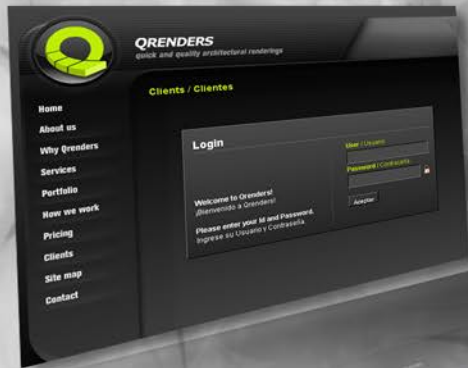 QRENDERS
quick and quality architectural renderings
Clients / Clientes
Home
About us
Why Qrenders
Services
Portfolio
How we work
Pricing
Clients
Site map
Contact
Login
Welcome to Qrenders!
¡Bienvenido a Qrenders!
Please enter your Id and Password.
Ingrese su Usuario y Contraseña.
User / Usuario
Password / Contraseña
Aceptar